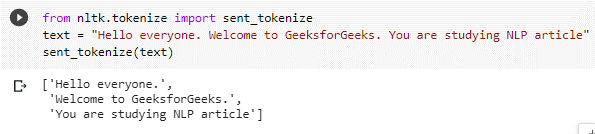 from nltk.tokenize import sent_tokenize
text = "Hello everyone. Welcome to GeeksforGeeks. You are studying NLP article"
sent_tokenize(text)
['Hello everyone.',
 'Welcome to GeeksforGeeks.',
 'You are studying NLP article']